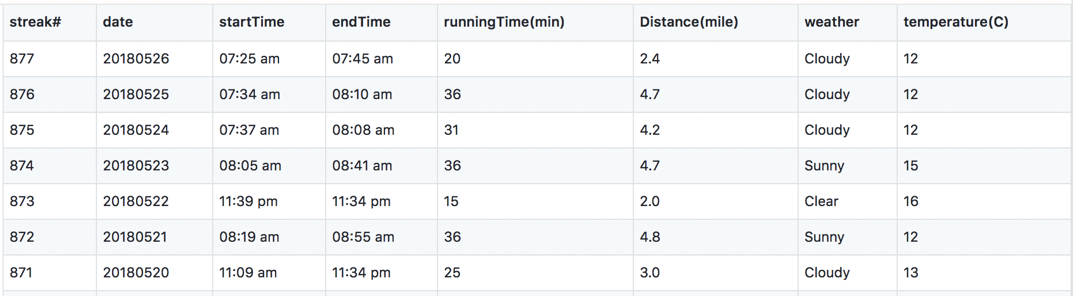 streak# date startTime endTime runningTime(min) Distance(mile) weather temperature(C)
877 20180526 07:25 am 07:45 am 20 2.4 Cloudy 12
876 20180525 07:34 am 08:10 am 36 4.7 Cloudy 12
875 20180524 07:37 am 08:08 am 31 4.2 Cloudy 12
874 20180523 08:05 am 08:41 am 36 4.7 Sunny 15
873 20180522 11:39 pm 11:34 pm 15 2.0 Clear 16
872 20180521 08:19 am 08:55 am 36 4.8 Sunny 12
871 20180520 11:09 am 11:34 pm 25 3.0 Cloudy 13